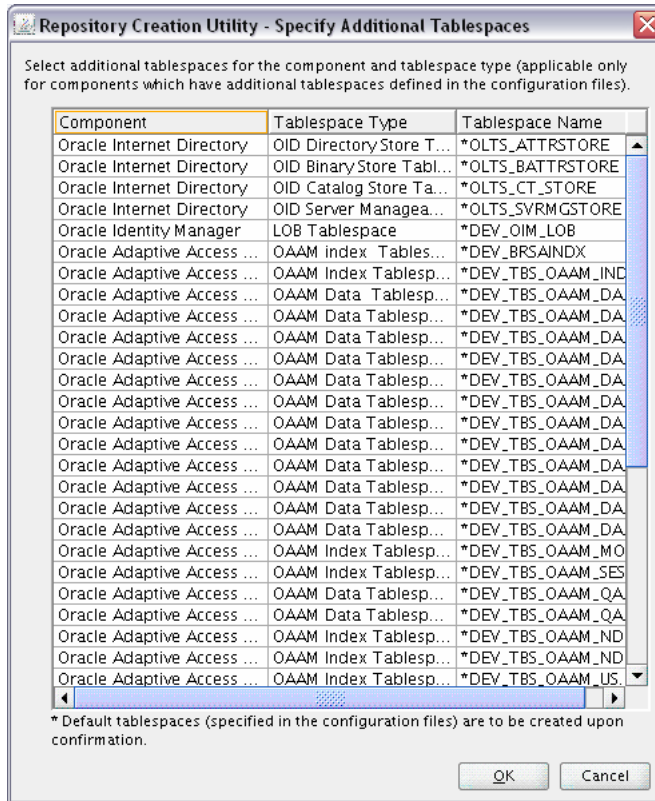 Repository Creation Utility - Specify Additional Tablespaces
Select additional tablespaces for the component and tablespace type (applicable only
for components which have additional tablespaces defined in the configuration files).
Component Tablespace Type Tablespace Name
Oracle Internet Directory OID Directory Store T... *OLTS_ATTRSTORE
Oracle Internet Directory OID Binary Store Tabl... *OLTS_BATTRSTORE
Oracle Internet Directory OID Catalog Store Ta... *OLTS_CT_STORE
Oracle Internet Directory OID Server Managea... *OLTS_SVRMGSTORE
Oracle Identity Manager LOB Tablespace *DEV_OIM_LOB
Oracle Adaptive Access ... OAAM index Tables... *DEV_BRSAINDX
Oracle Adaptive Access ... OAAM Index Tablesp... *DEV_TBS_OAAM_IND
Oracle Adaptive Access ... OAAM Data Tablesp... *DEV_TBS_OAAM_DA
Oracle Adaptive Access ... OAAM Data Tablesp... *DEV_TBS_OAAM_DA
Oracle Adaptive Access ... OAAM Data Tablesp... *DEV_TBS_OAAM_DA
Oracle Adaptive Access ... OAAM Data Tablesp... *DEV_TBS_OAAM_DA
Oracle Adaptive Access ... OAAM Data Tablesp... *DEV_TBS_OAAM_DA
Oracle Adaptive Access ... OAAM Data Tablesp... *DEV_TBS_OAAM_DA
Oracle Adaptive Access ... OAAM Data Tablesp... *DEV_TBS_OAAM_DA
Oracle Adaptive Access ... OAAM Data Tablesp... *DEV_TBS_OAAM_DA
Oracle Adaptive Access ... OAAM Data Tablesp... *DEV_TBS_OAAM_DA
Oracle Adaptive Access ... OAAM Data Tablesp... *DEV_TBS_OAAM_DA
Oracle Adaptive Access ... OAAM Data Tablesp... *DEV_TBS_OAAM_DA
Oracle Adaptive Access ... OAAM Data Tablesp... *DEV_TBS_OAAM_DA
Oracle Adaptive Access ... OAAM Index Tablesp... *DEV_TBS_OAAM_MO
Oracle Adaptive Access ... OAAM Index Tablesp... *DEV_TBS_OAAM_SES
Oracle Adaptive Access ... OAAM Data Tablesp... *DEV_TBS_OAAM_QA
Oracle Adaptive Access ... OAAM Data Tablesp... *DEV_TBS_OAAM_QA
Oracle Adaptive Access ... OAAM Index Tablesp... *DEV_TBS_OAAM_ND
Oracle Adaptive Access ... OAAM Index Tablesp... *DEV_TBS_OAAM_ND
Oracle Adaptive Access ... OAAM Index Tablesp... *DEV_TBS_OAAM_US
* Default tablespaces (specified in the configuration files) are to be created upon
confirmation.
OK Cancel